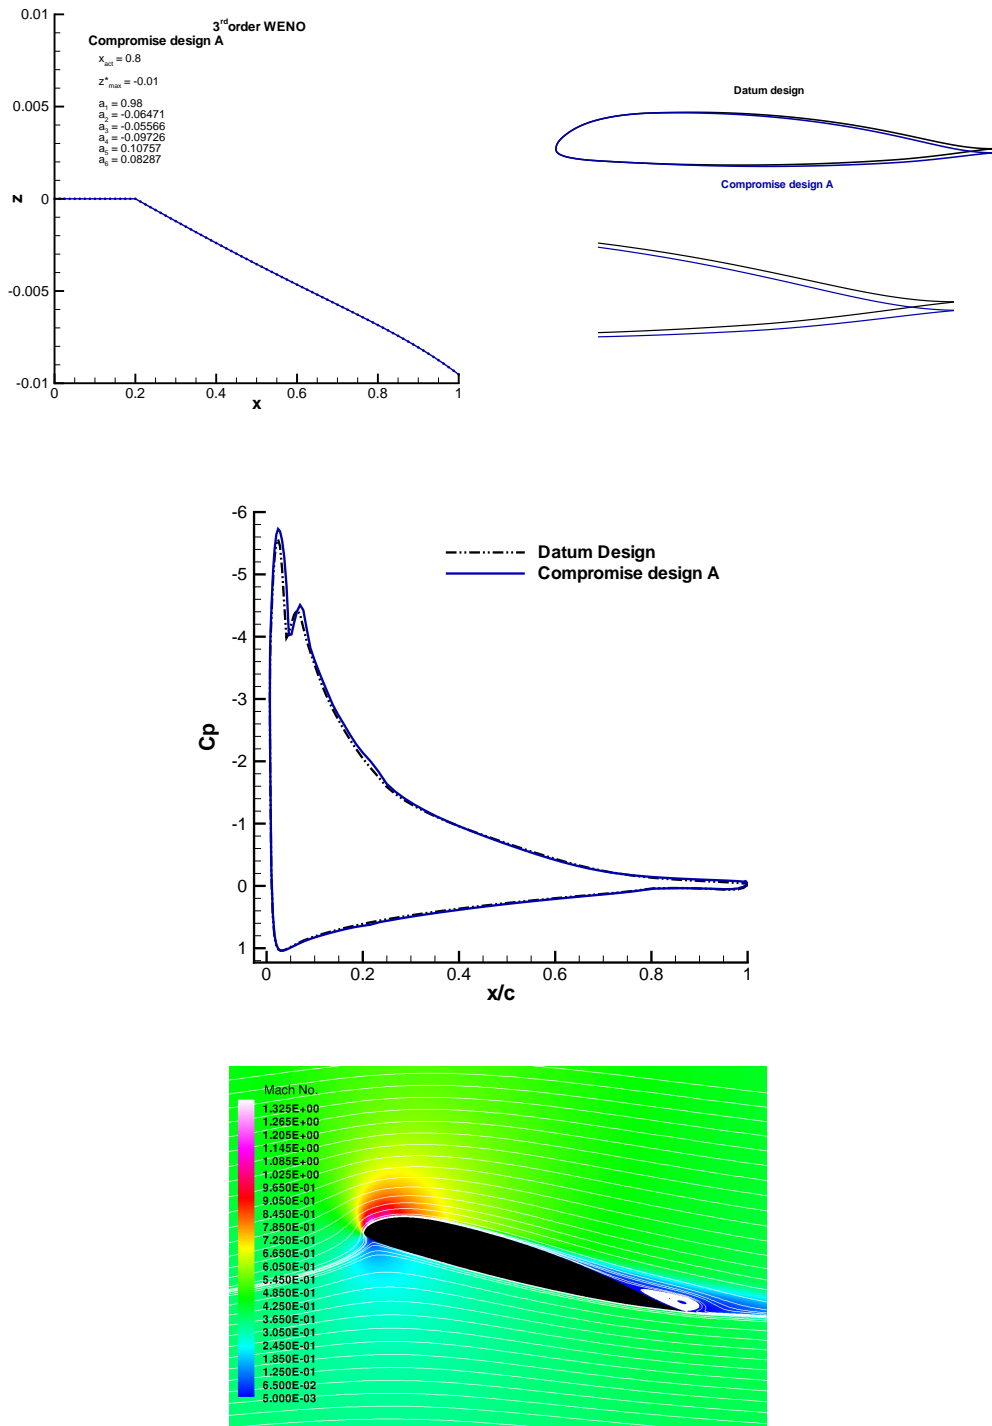 3rd order WENO
Compromise design A
xact = 0.8
z*max = -0.01
a1 = 0.98
a2 = -0.06471
a3 = -0.05566
a4 = -0.09726
a5 = 0.10757
a6 = 0.08287
0.01
0.005
0
-0.005
-0.01
z
0 0.2 0.4 0.6 0.8 1
x
Datum design
Compromise design A
-6
-5
-4
-3
-2
-1
0
1
Cp
Datum Design
Compromise design A
0 0.2 0.4 0.6 0.8 1
x/c
Mach No.
1.325E+00
1.265E+00
1.205E+00
1.145E+00
1.085E+00
1.025E+00
9.650E-01
9.050E-01
8.450E-01
7.850E-01
7.250E-01
6.650E-01
6.050E-01
5.450E-01
4.850E-01
4.250E-01
3.650E-01
3.050E-01
2.450E-01
1.850E-01
1.250E-01
6.500E-02
5.000E-03